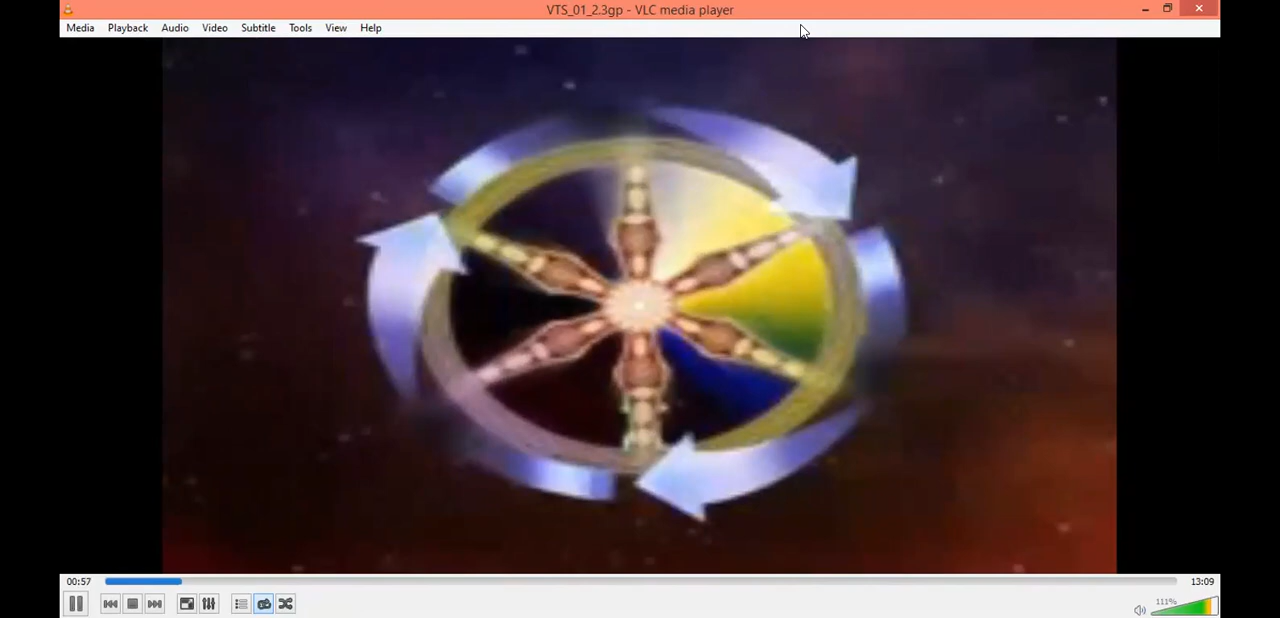 VTS_01_2.3gp - VLC media player
Media Playback Audio Video Subtitle Tools View Help
00:57 13:09
111%